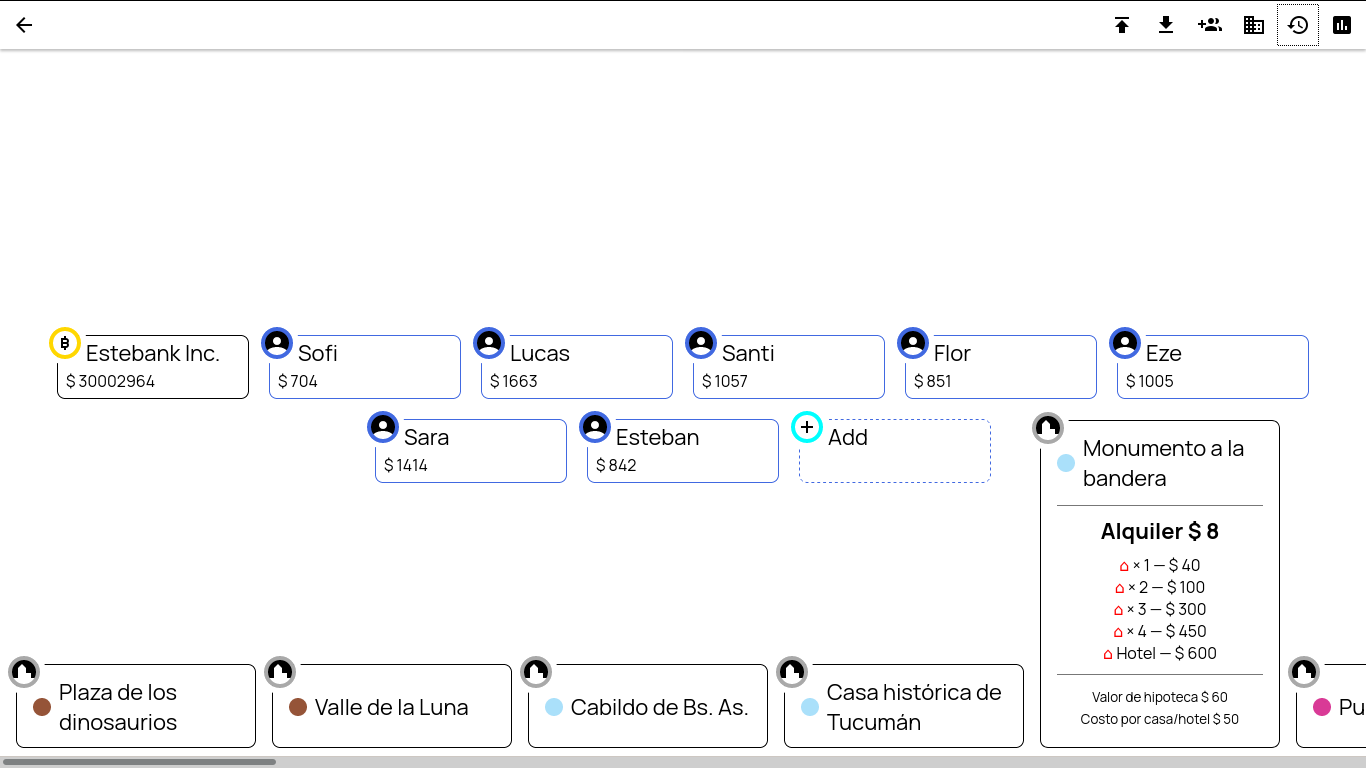 Estebank Inc.
$ 30002964
Sofi
$ 704
Lucas
$ 1663
Santi
$ 1057
Flor
$ 851
Eze
$ 1005
Sara
$ 1414
Esteban
$ 842
Add
Monumento a la
bandera
Alquiler $ 8
× 1 — $ 40
× 2 — $ 100
× 3 — $ 300
× 4 — $ 450
Hotel — $ 600
Valor de hipoteca $ 60
Costo por casa/hotel $ 50
Plaza de los
dinosaurios
Valle de la Luna
Cabildo de Bs. As.
Casa histórica de
Tucumán
Pu